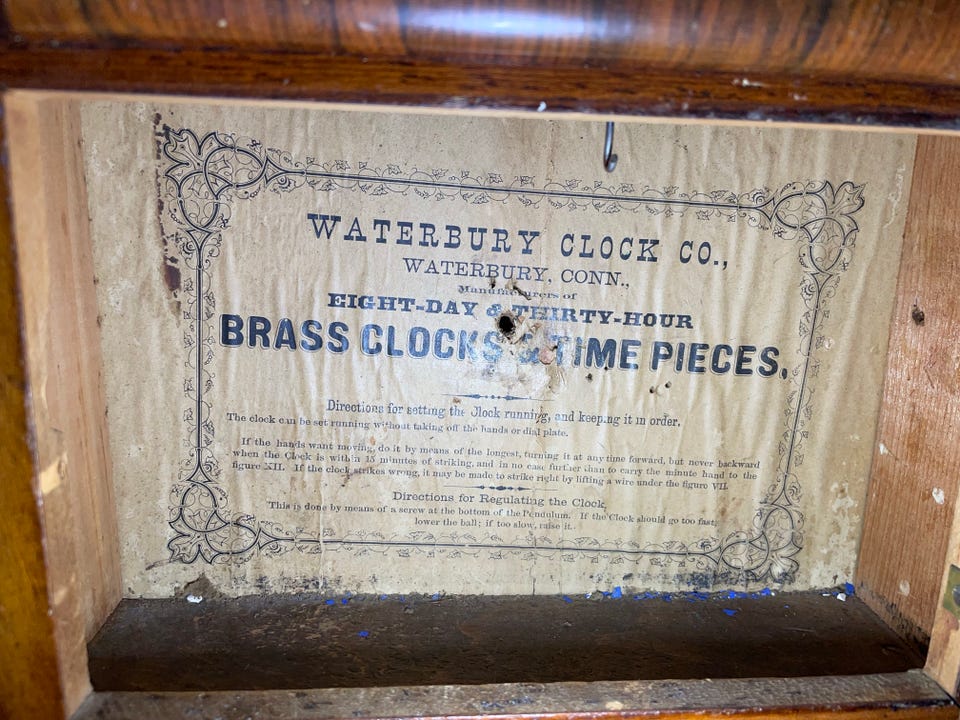 WATERBURY CLOCK CO.,
WATERBURY, CONN.,
Manufacturers of
EIGHT-DAY & THIRTY-HOUR
BRASS CLOCKS & TIME PIECES.
Directions for setting the Clock running, and keeping it in order.
The clock can be set running without taking off the hands or dial plate.
If the hands want moving, do it by means of the longest, turning it at any time forward, but never backward
when the Clock is within 15 minutes of striking, and in no case further than to carry the minute hand to the
figure XII. If the clock strikes wrong, it may be made to strike right by lifting a wire under the figure VII.
Directions for Regulating the Clock,
This is done by means of a screw at the bottom of the Pendulum. If the Clock should go too fast,
lower the ball; if too slow, raise it.